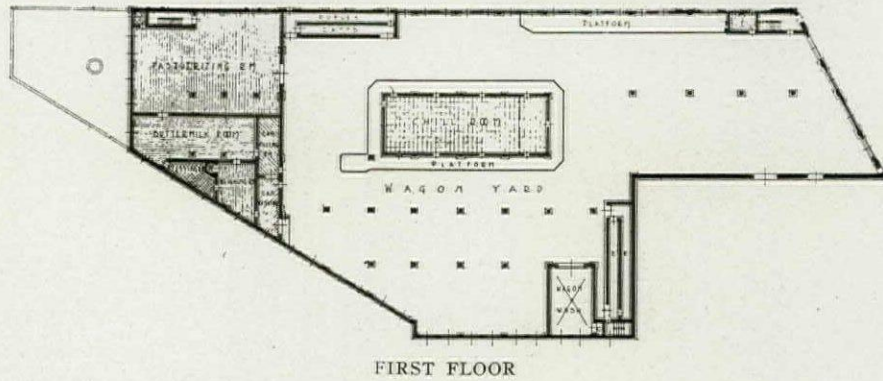 PLATFORM
PASTEURIZING RM
CHILL ROOM
BUTTERMILK ROOM
PLATFORM
WAGON YARD
WAGON
WASH
FIRST FLOOR